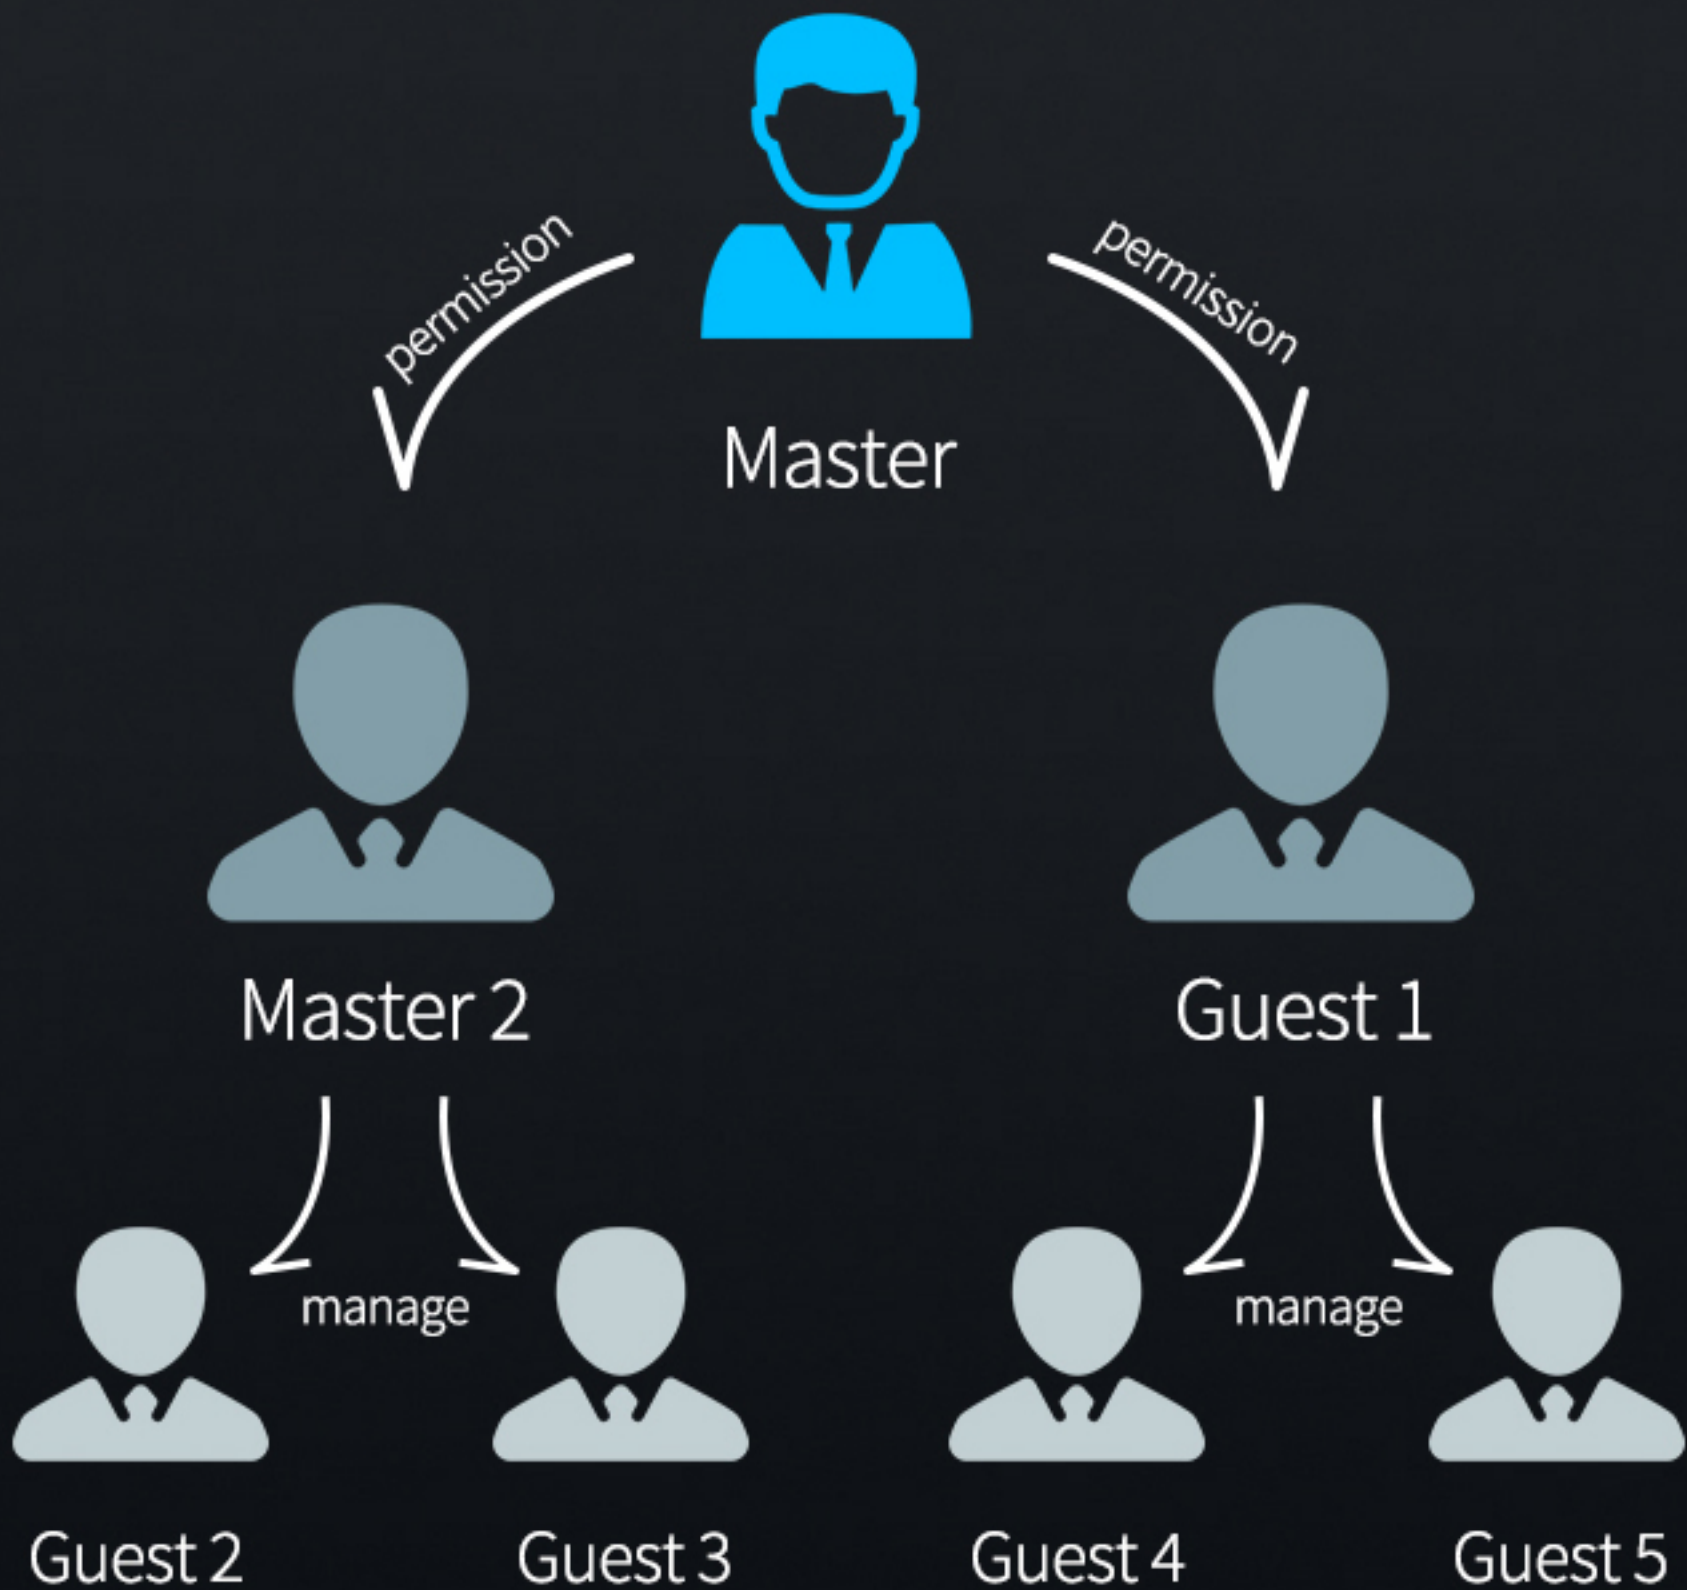 permission
permission
Master
Master 2
Guest 1
manage
manage
Guest 2
Guest 3
Guest 4
Guest 5